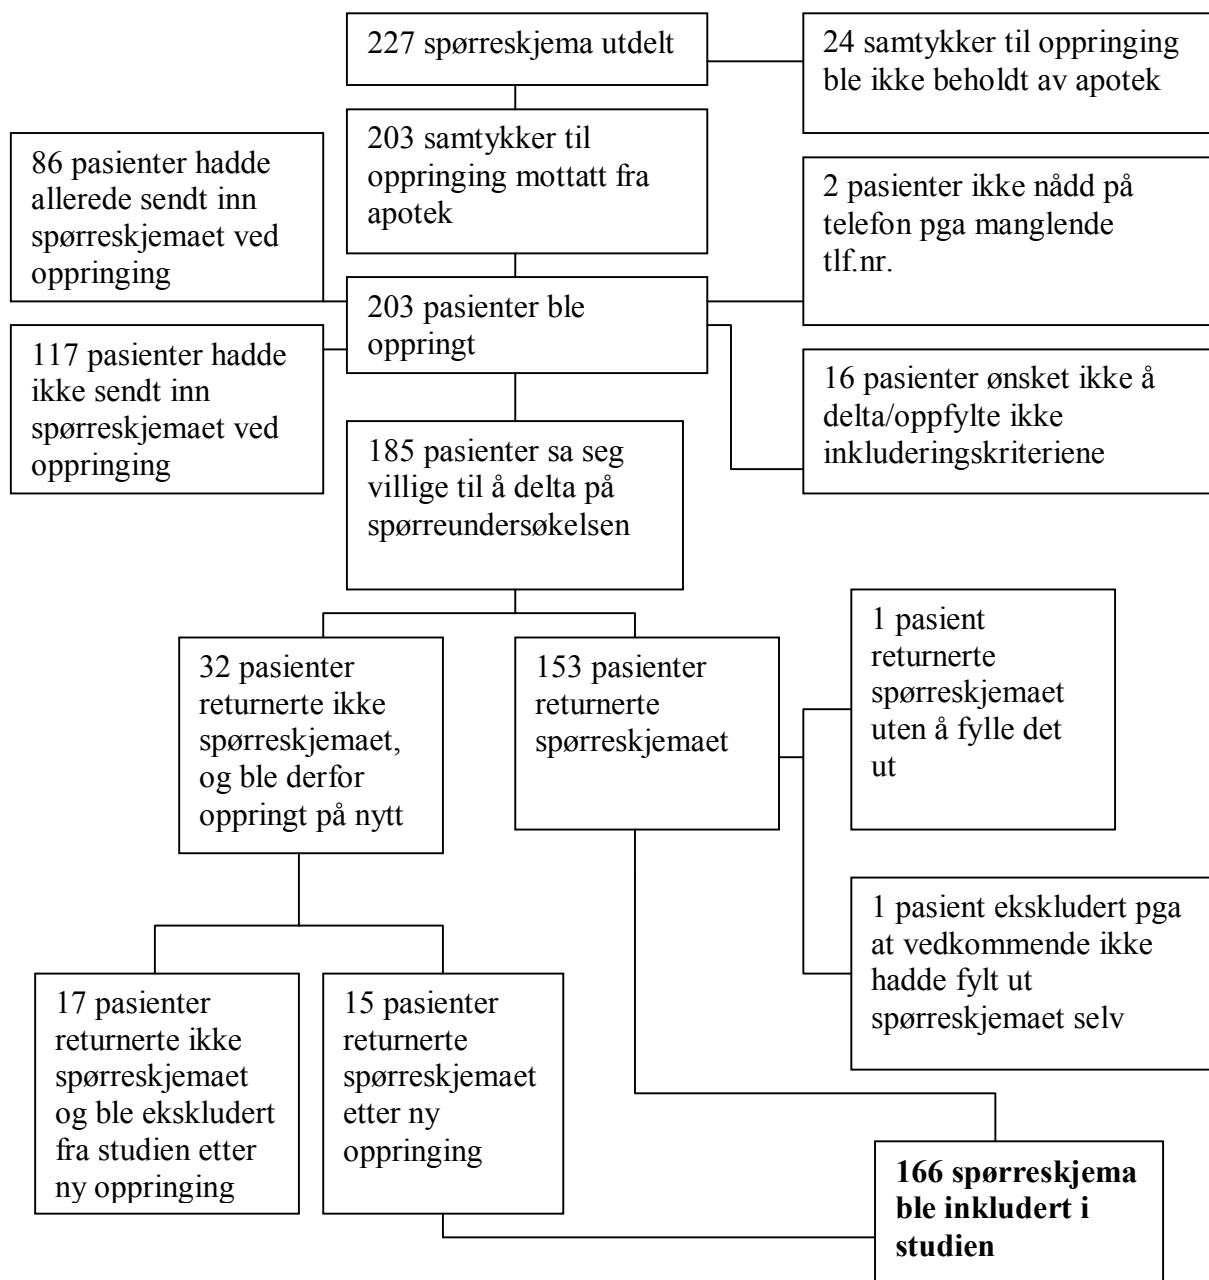 227 spørreskjema utdelt
24 samtykker til oppringing
ble ikke beholdt av apotek
203 samtykker til
oppringing mottatt fra
apotek
86 pasienter hadde
allerede sendt inn
spørreskjemaet ved
oppringing
2 pasienter ikke nådd på
telefon pga manglende
tlf.nr.
203 pasienter ble
oppringt
117 pasienter hadde
ikke sendt inn
spørreskjemaet ved
oppringing
16 pasienter ønsket ikke å
delta/oppfylte ikke
inkluderingskriteriene
185 pasienter sa seg
villige til å delta på
spørreundersøkelsen
32 pasienter
returnerte ikke
spørreskjemaet,
og ble derfor
oppringt på nytt
153 pasienter
returnerte
spørreskjemaet
1 pasient
returnerte
spørreskjemaet
uten å fylle det
ut
1 pasient ekskludert pga
at vedkommende ikke
hadde fylt ut
spørreskjemaet selv
17 pasienter
returnerte ikke
spørreskjemaet
og ble ekskludert
fra studien etter
ny oppringing
15 pasienter
returnerte
spørreskjemaet
etter ny
oppringing
166 spørreskjema
ble inkludert i
studien